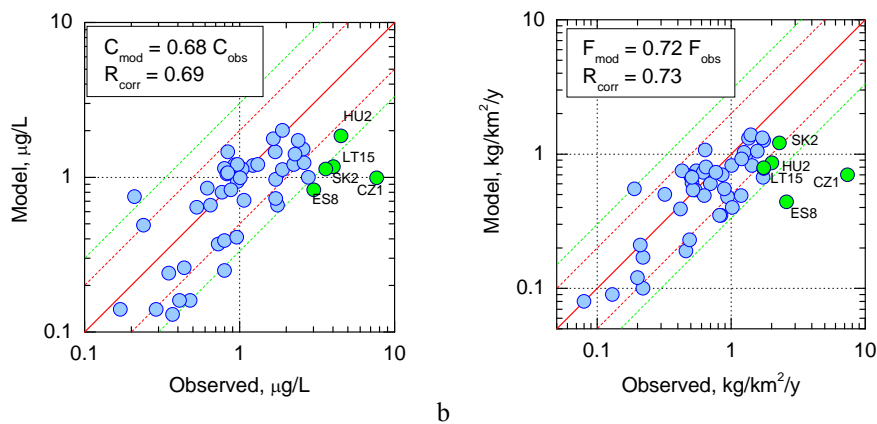 C_mod = 0.68 C_obs
R_corr = 0.69
HU2
LT15
SK2
CZ1
ES8
10
1
0.1
0.1
1
10
Model, μg/L
Observed, μg/L
F_mod = 0.72 F_obs
R_corr = 0.73
SK2
HU2
LT15
CZ1
ES8
10
1
0.1
0.1
1
10
Model, kg/km²/y
Observed, kg/km²/y
b